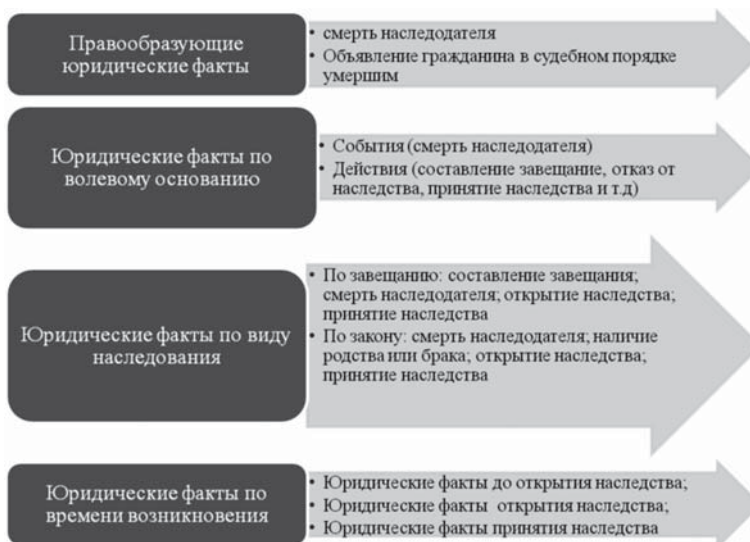 Правообразующие
юридические факты
• смерть наследодателя
• Объявление гражданина в судебном порядке
умершим
Юридические факты по
волевому основанию
• События (смерть наследодателя)
• Действия (составление завещание, отказ от
наследства, принятие наследства и т.д)
Юридические факты по виду
наследования
• По завещанию: составление завещания;
смерть наследодателя; открытие наследства;
принятие наследства
• По закону: смерть наследодателя; наличие
родства или брака; открытие наследства;
принятие наследства
Юридические факты по
времени возникновения
• Юридические факты до открытия наследства;
• Юридические факты открытия наследства;
• Юридические факты принятия наследства